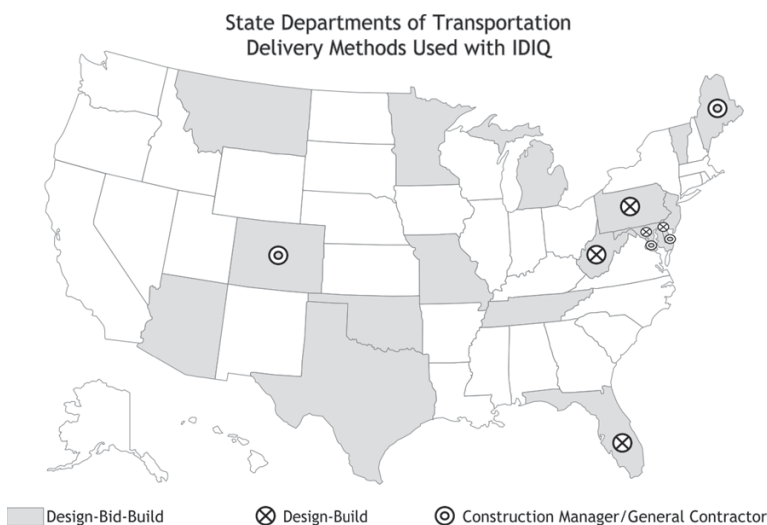 State Departments of Transportation
Delivery Methods Used with IDIQ
Design-Bid-Build
Design-Build
Construction Manager/General Contractor